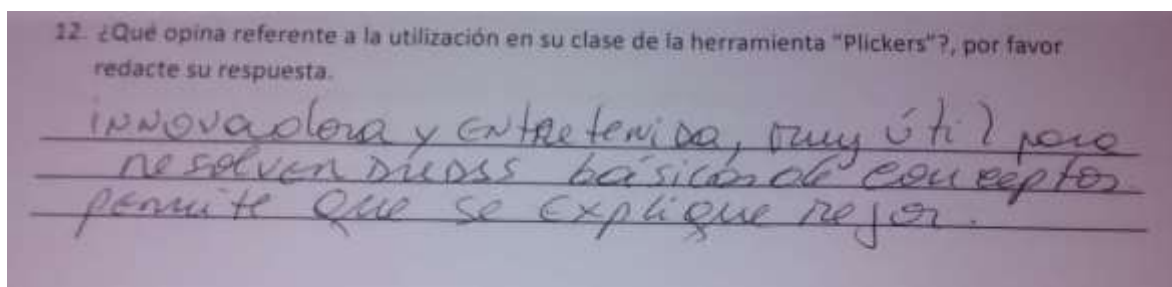 12. ¿Qué opina referente a la utilización en su clase de la herramienta "Plickers"?, por favor
redacte su respuesta.
innovadora y entretenida, muy útil para
resolver dudas básicas de conceptos
permite que se explique mejor.